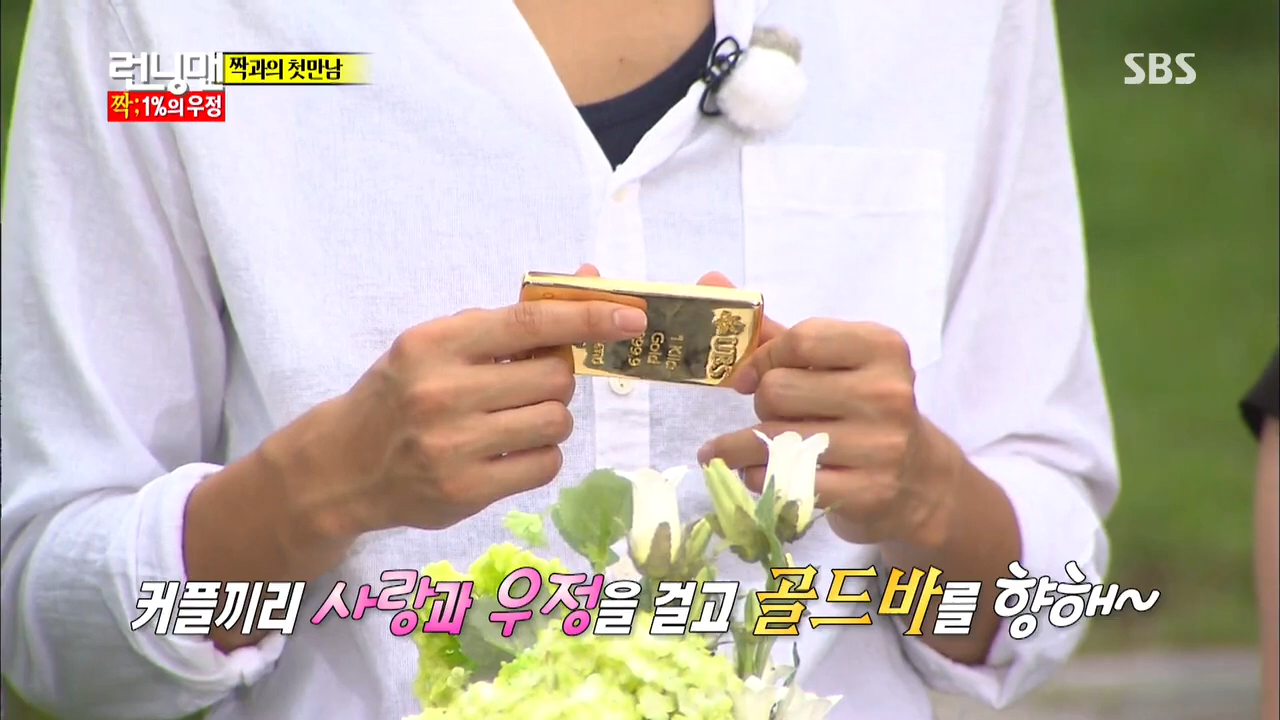 런닝맨 짝과의 첫만남
짝;1%의 우정
SBS
1 Kilo
Gold
999.9
커플끼리 사랑과 우정을 걸고 골드바를 향해~